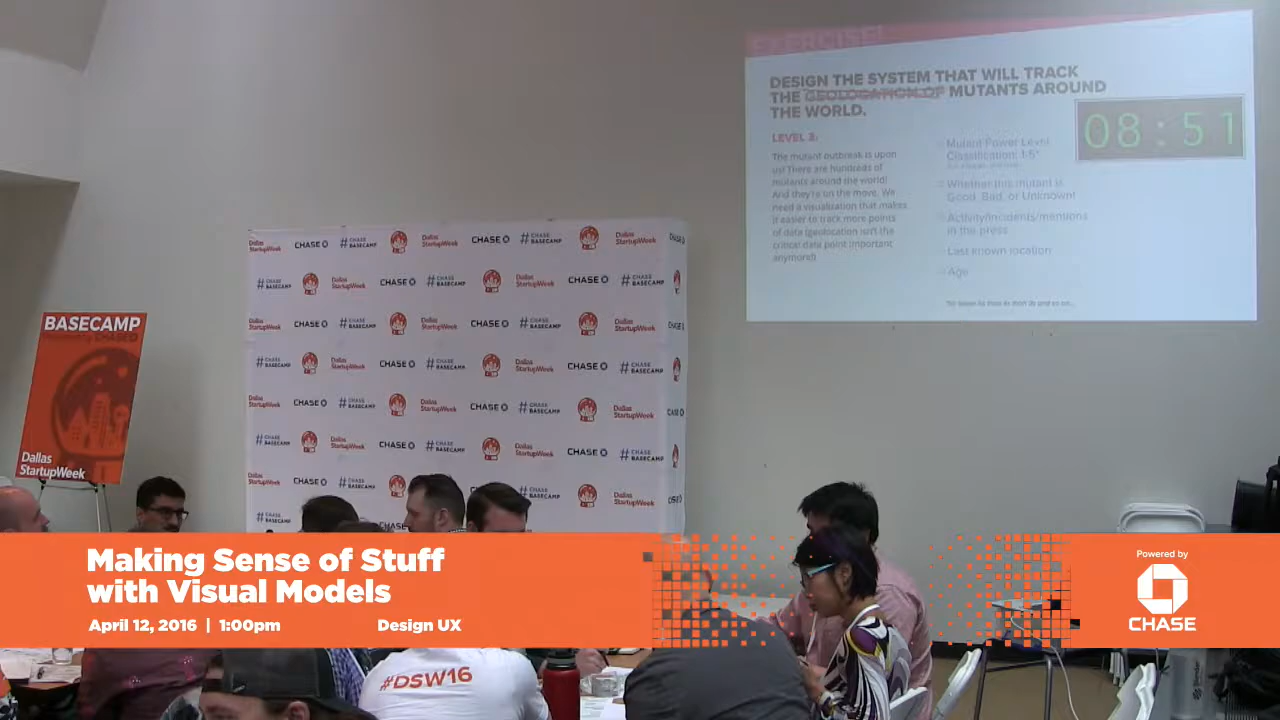 EXERCISE!
DESIGN THE SYSTEM THAT WILL TRACK
THE GEOLOCATION OF MUTANTS AROUND
THE WORLD.
LEVEL 3:
The mutant outbreak is upon
us! There are hundreds of
mutants around the world!
And they're on the move. We
need a visualization that makes
it easier to track more points
of data (geolocation isn't the
critical data point important
anymore)!
Mutant Power Level
Classification: 1-5*
Whether this mutant is
Good, Bad, or Unknown!
Activity/incidents/mentions
in the press
Last known location
Age
08:51
CHASE
#CHASE BASECAMP
Dallas
StartupWeek
BASECAMP
Dallas
StartupWeek
Making Sense of Stuff
with Visual Models
April 12, 2016 | 1:00pm
Design UX
Powered by
CHASE
#DSW16